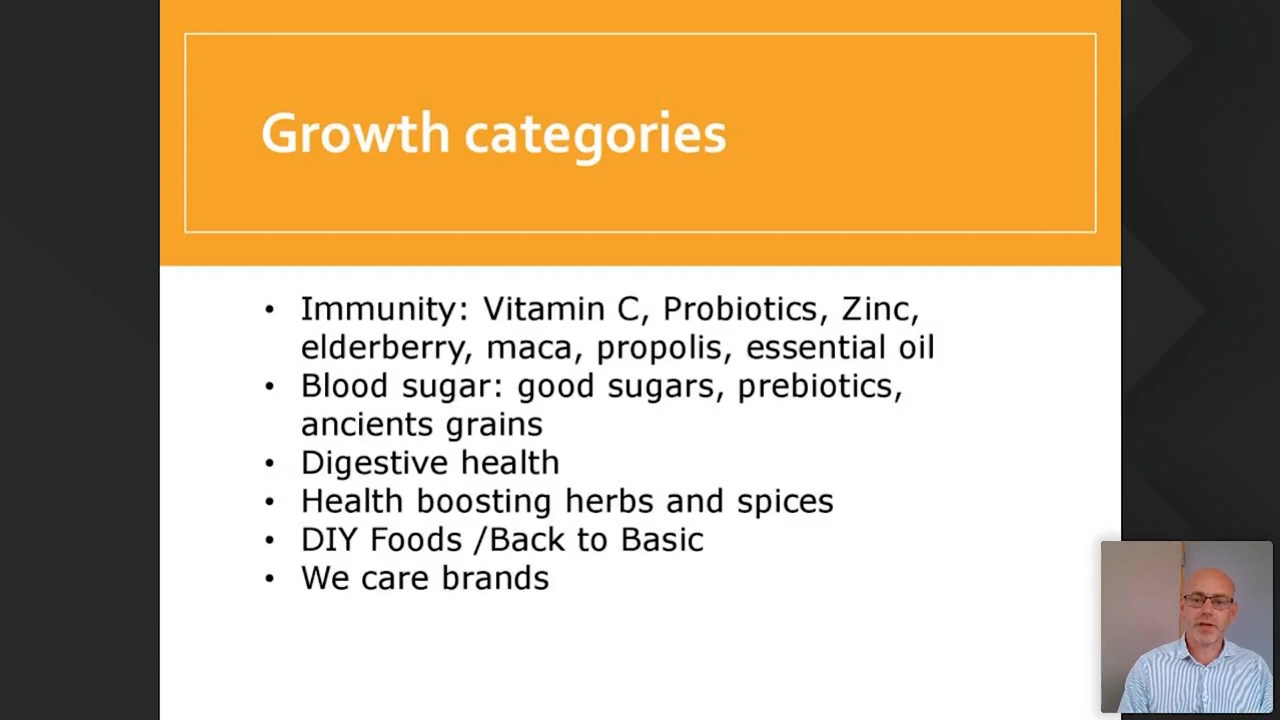 Growth categories
• Immunity: Vitamin C, Probiotics, Zinc,
elderberry, maca, propolis, essential oil
• Blood sugar: good sugars, prebiotics,
ancients grains
• Digestive health
• Health boosting herbs and spices
• DIY Foods /Back to Basic
• We care brands